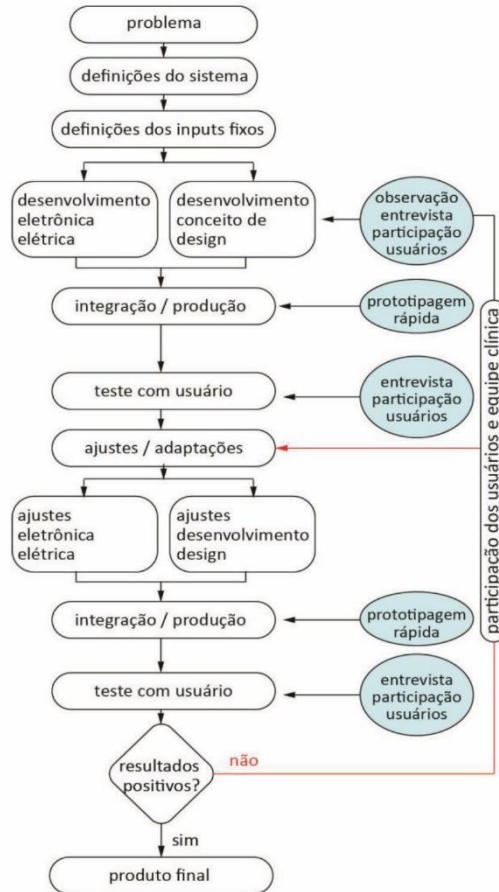 problema
definições do sistema
definições dos inputs fixos
desenvolvimento
eletrônica
elétrica
desenvolvimento
conceito de
design
observação
entrevista
participação
usuários
integração / produção
prototipagem
rápida
teste com usuário
entrevista
participação
usuários
ajustes / adaptações
ajustes
eletrônica
elétrica
ajustes
desenvolvimento
design
participação dos usuários e equipe clínica
integração / produção
prototipagem
rápida
teste com usuário
entrevista
participação
usuários
resultados
positivos?
não
sim
produto final